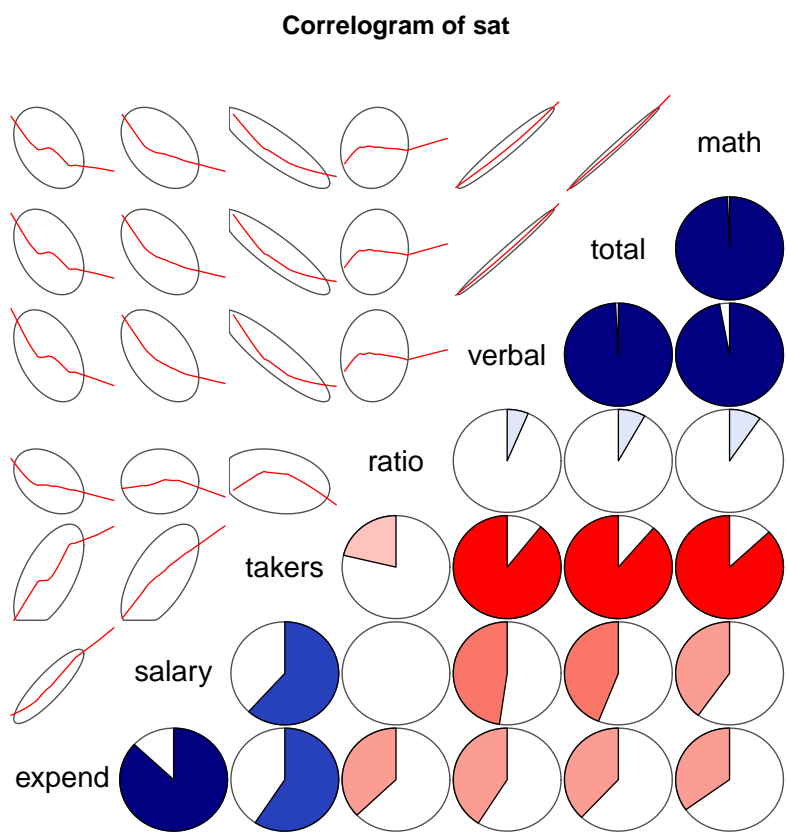 Correlogram of sat
math
total
verbal
ratio
takers
salary
expend